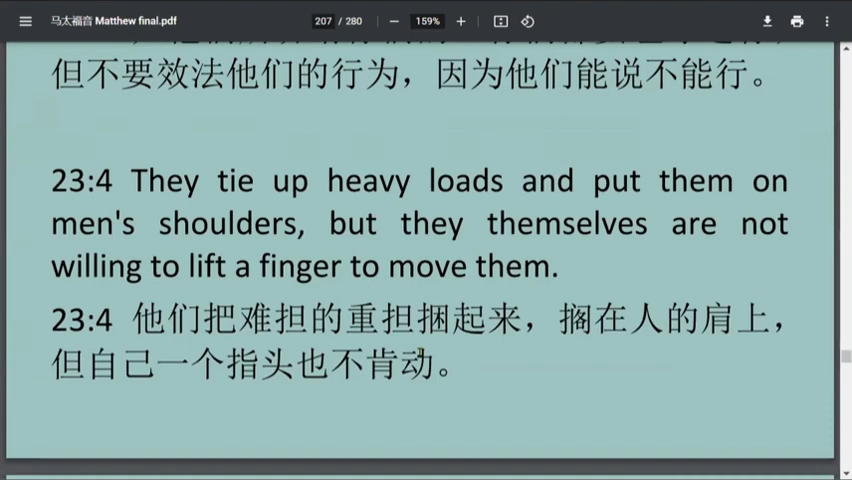 马太福音 Matthew final.pdf
207 / 280
159%
但不要效法他们的行为，因为他们能说不能行。
23:4 They tie up heavy loads and put them on
men's shoulders, but they themselves are not
willing to lift a finger to move them.
23:4 他们把难担的重担捆起来，搁在人的肩上，
但自己一个指头也不肯动。